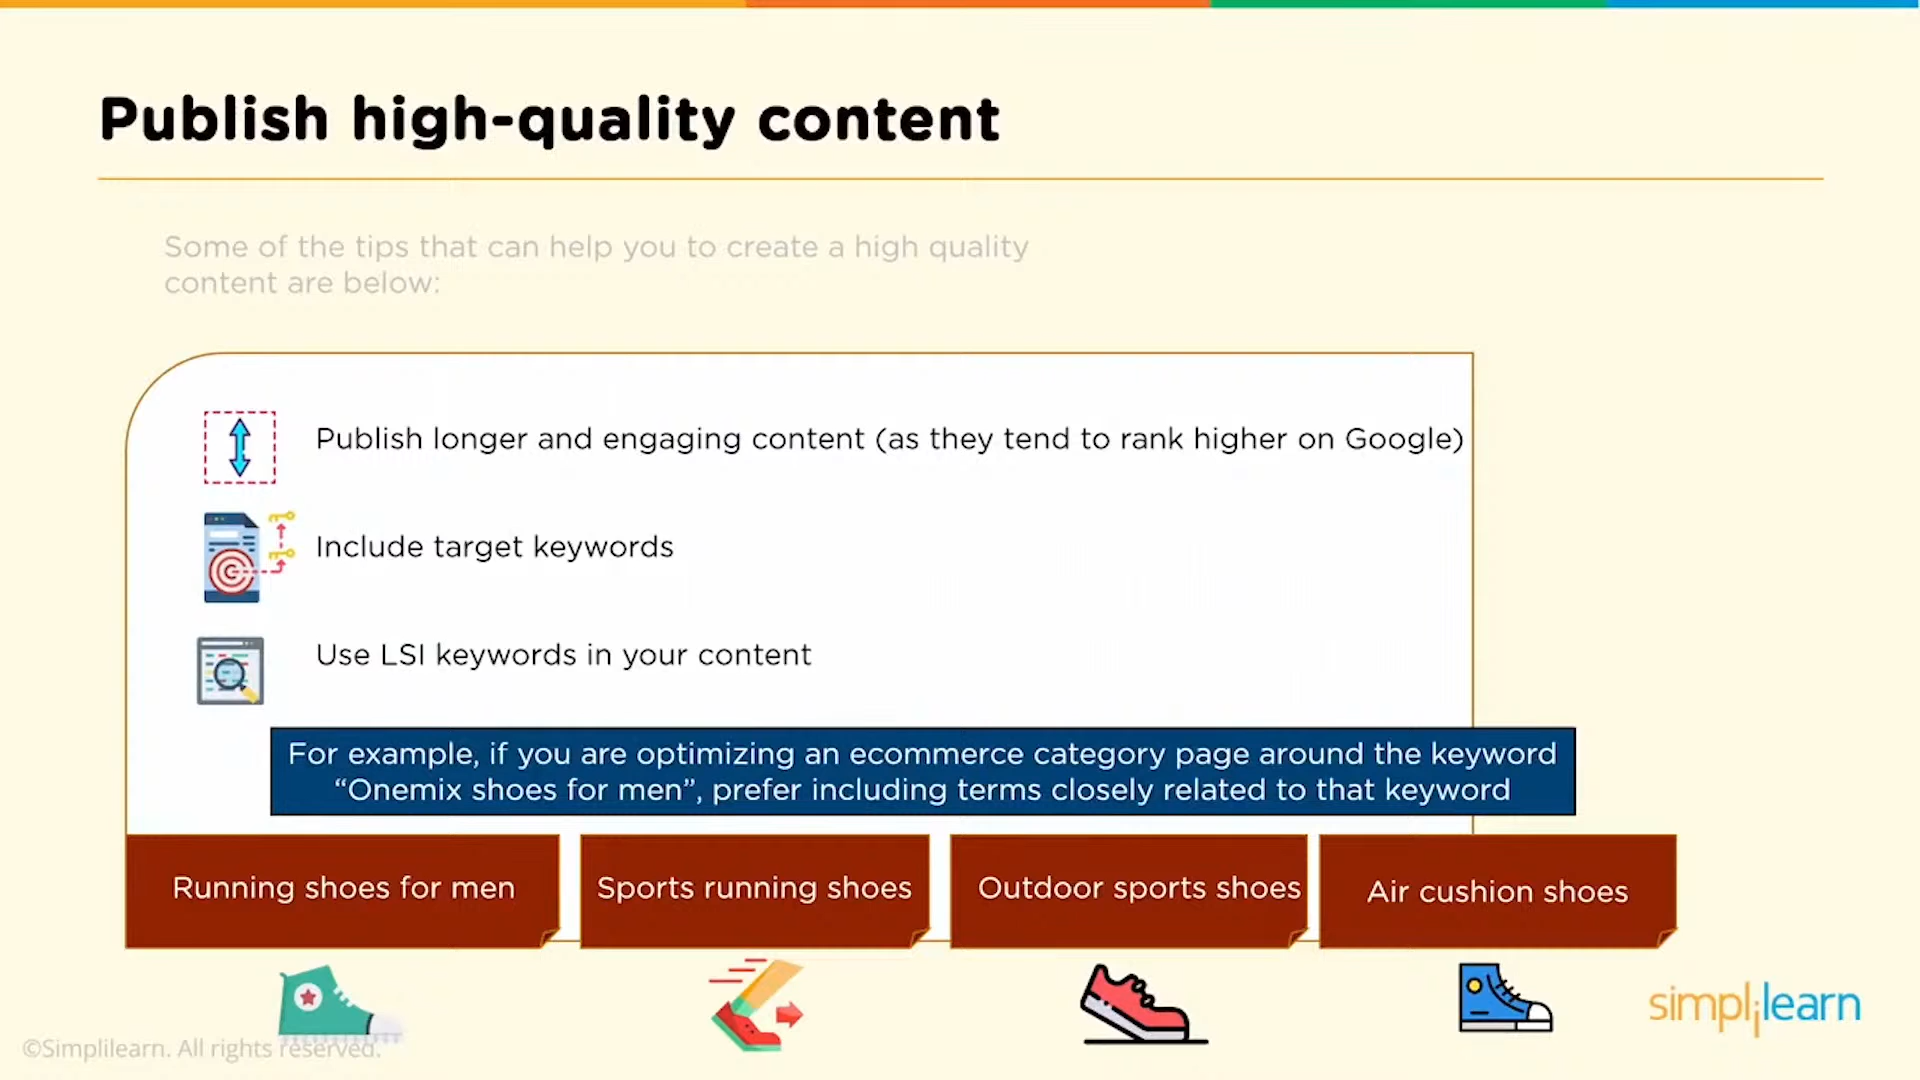 Publish high-quality content
Some of the tips that can help you to create a high quality
content are below:
Publish longer and engaging content (as they tend to rank higher on Google)
Include target keywords
Use LSI keywords in your content
For example, if you are optimizing an ecommerce category page around the keyword
“Onemix shoes for men”, prefer including terms closely related to that keyword
Running shoes for men
Sports running shoes
Outdoor sports shoes
Air cushion shoes
simplilearn
©Simplilearn. All rights reserved.